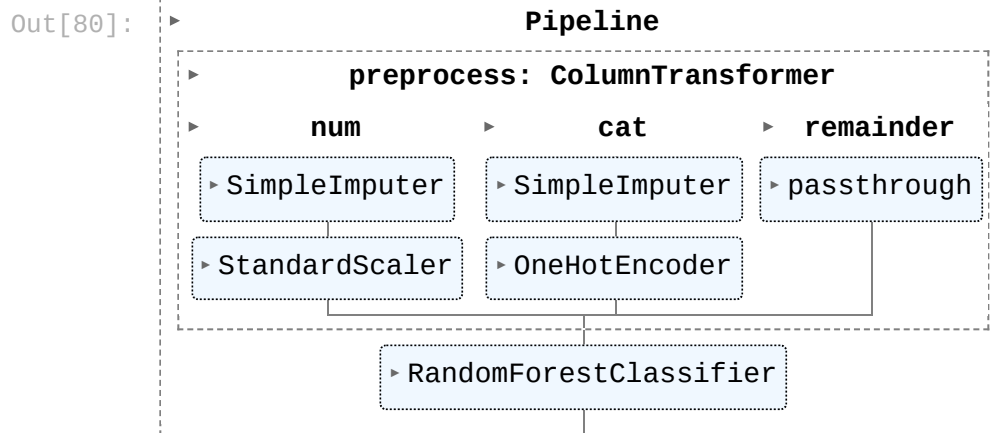 Out[80]:
Pipeline
preprocess: ColumnTransformer
num cat remainder
SimpleImputer SimpleImputer passthrough
StandardScaler OneHotEncoder
RandomForestClassifier